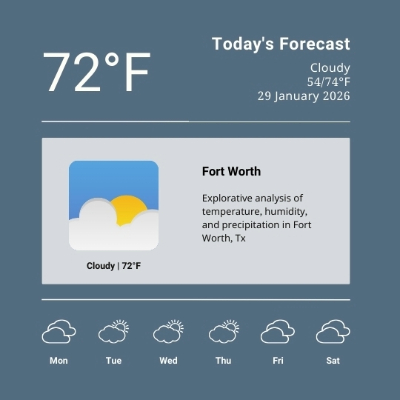 72°F
Today's Forecast
Cloudy
54/74°F
29 January 2026
Fort Worth
Explorative analysis of
temperature, humidity,
and precipitation in Fort
Worth, Tx
Cloudy | 72°F
Mon
Tue
Wed
Thu
Fri
Sat